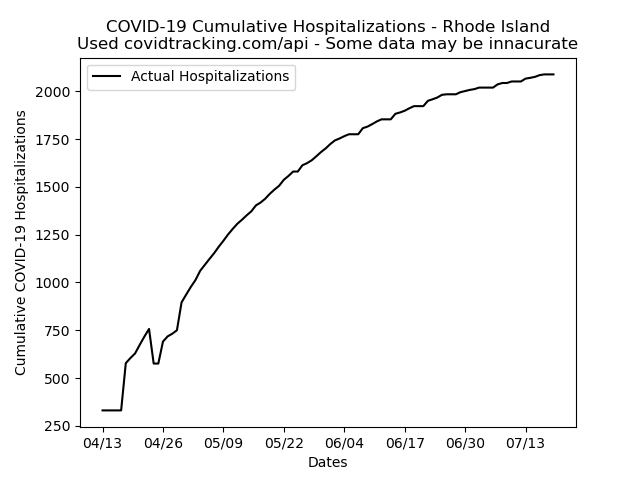 COVID-19 Cumulative Hospitalizations - Rhode Island
Used covidtracking.com/api - Some data may be innacurate
Actual Hospitalizations
Cumulative COVID-19 Hospitalizations
2000
1750
1500
1250
1000
750
500
250
04/13 04/26 05/09 05/22 06/04 06/17 06/30 07/13
Dates